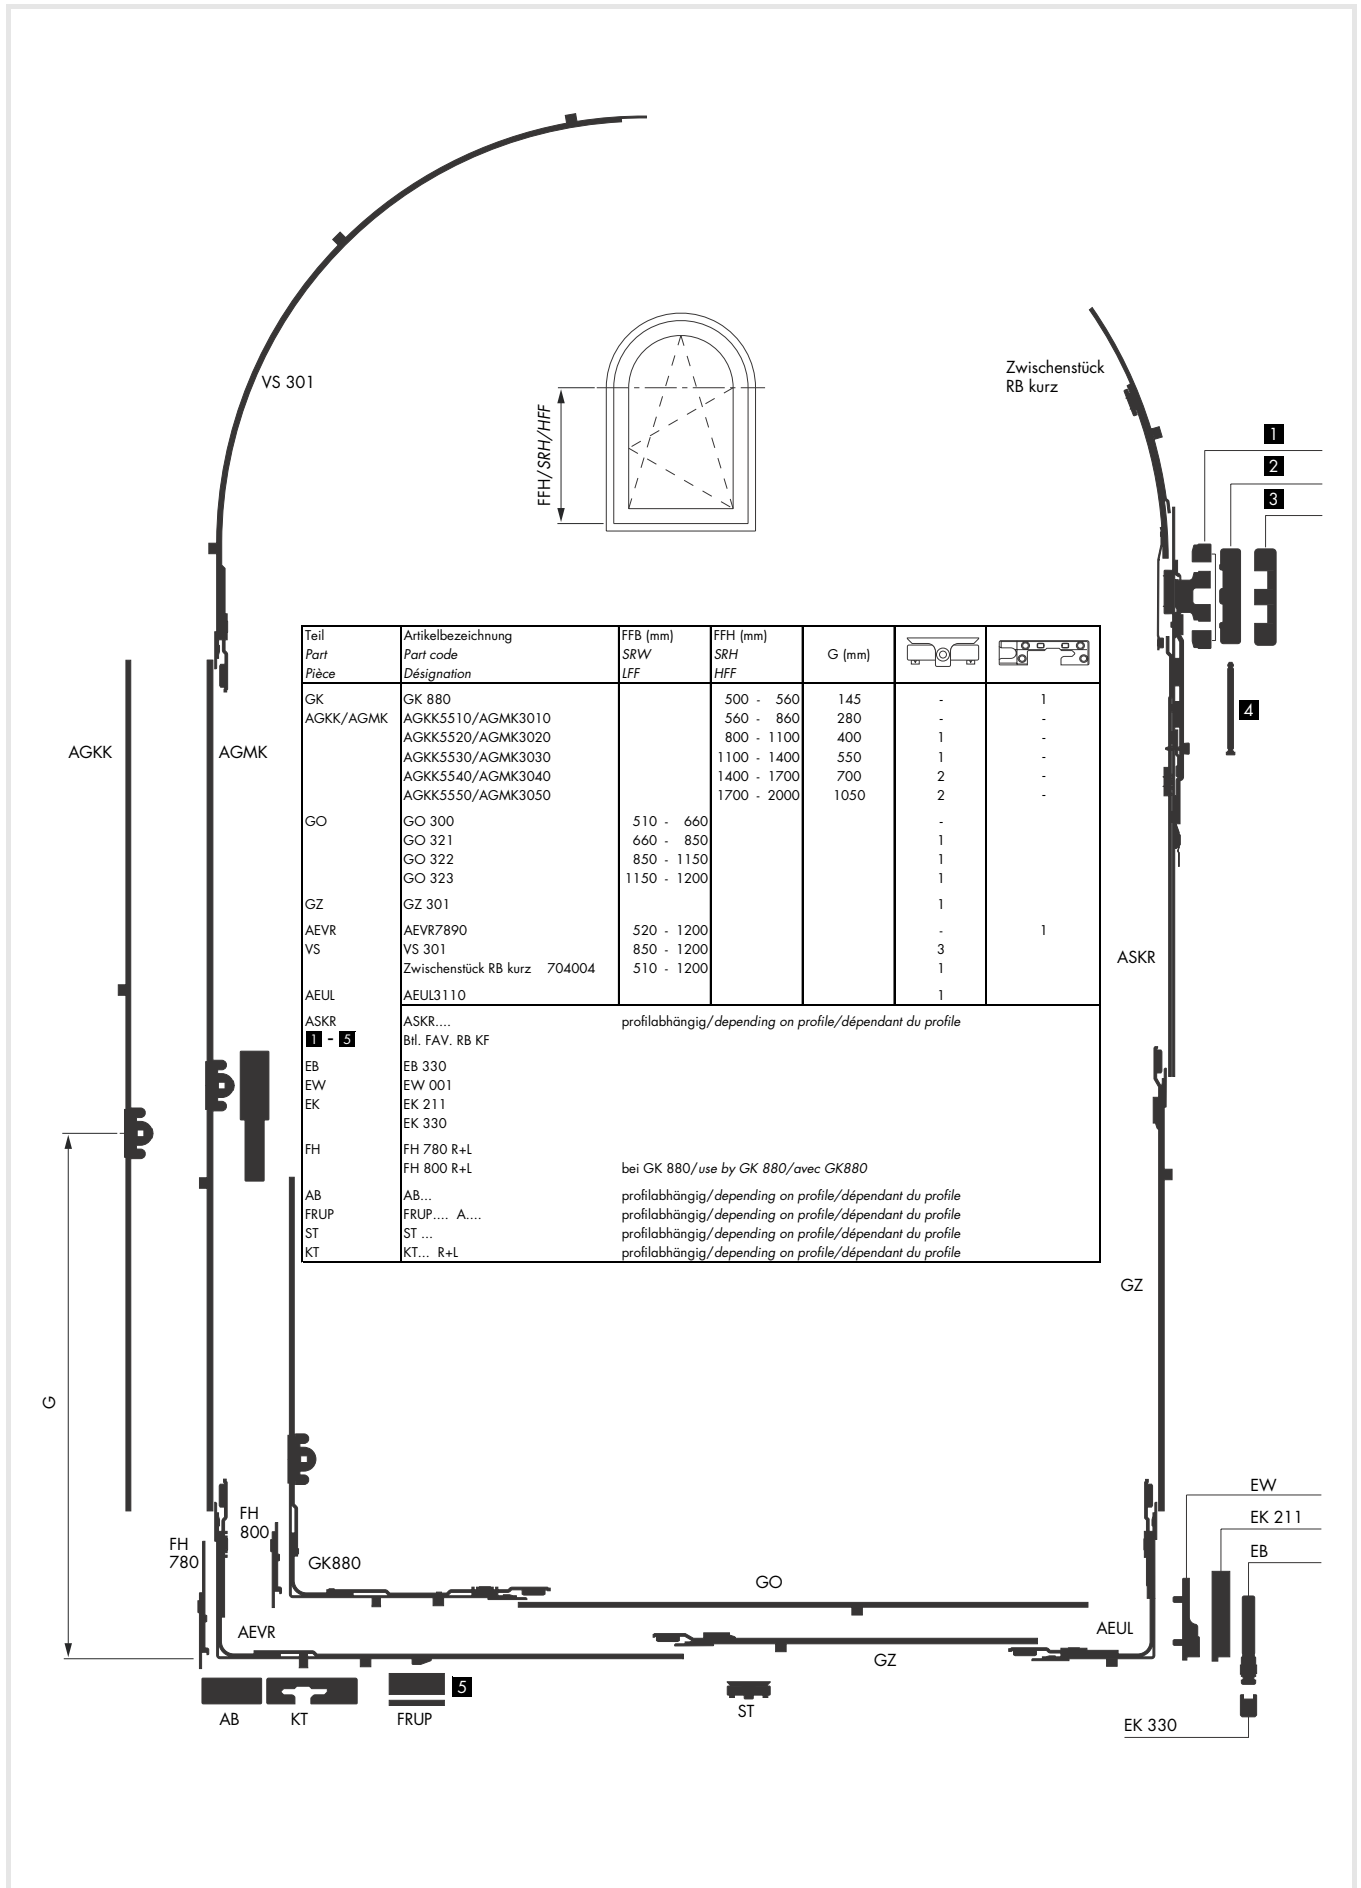 VS 301
Zwischenstück
RB kurz
FFH/SRH/HFF
1
2
3
4
AGKK
AGMK
Teil Artikelbezeichnung FFB (mm) FFH (mm)
Part Part code SRW SRH G (mm)
Pièce Désignation LFF HFF
GK GK 880 500 - 560 145 - 1
AGKK/AGMK AGKK5510/AGMK3010 560 - 860 280 - -
AGKK5520/AGMK3020 800 - 1100 400 1 -
AGKK5530/AGMK3030 1100 - 1400 550 1 -
AGKK5540/AGMK3040 1400 - 1700 700 2 -
AGKK5550/AGMK3050 1700 - 2000 1050 2 -
GO GO 300 510 - 660 -
GO 321 660 - 850 1
GO 322 850 - 1150 1
GO 323 1150 - 1200 1
GZ GZ 301 1
AEVR AEVR7890 520 - 1200 - 1
VS VS 301 850 - 1200 3
Zwischenstück RB kurz 704004 510 - 1200 1
AEUL AEUL3110 1
ASKR ASKR.... profilabhängig/depending on profile/dépendant du profile
1 - 5 Btl. FAV. RB KF
EB EB 330
EW EW 001
EK EK 211
EK 330
FH FH 780 R+L
FH 800 R+L bei GK 880/use by GK 880/avec GK880
AB AB... profilabhängig/depending on profile/dépendant du profile
FRUP FRUP.... A.... profilabhängig/depending on profile/dépendant du profile
ST ST ... profilabhängig/depending on profile/dépendant du profile
KT KT... R+L profilabhängig/depending on profile/dépendant du profile
ASKR
GZ
G
FH
800
FH
780
GK880
GO
AEVR
GZ
AEUL
EW
EK 211
EB
5
AB
KT
FRUP
ST
EK 330